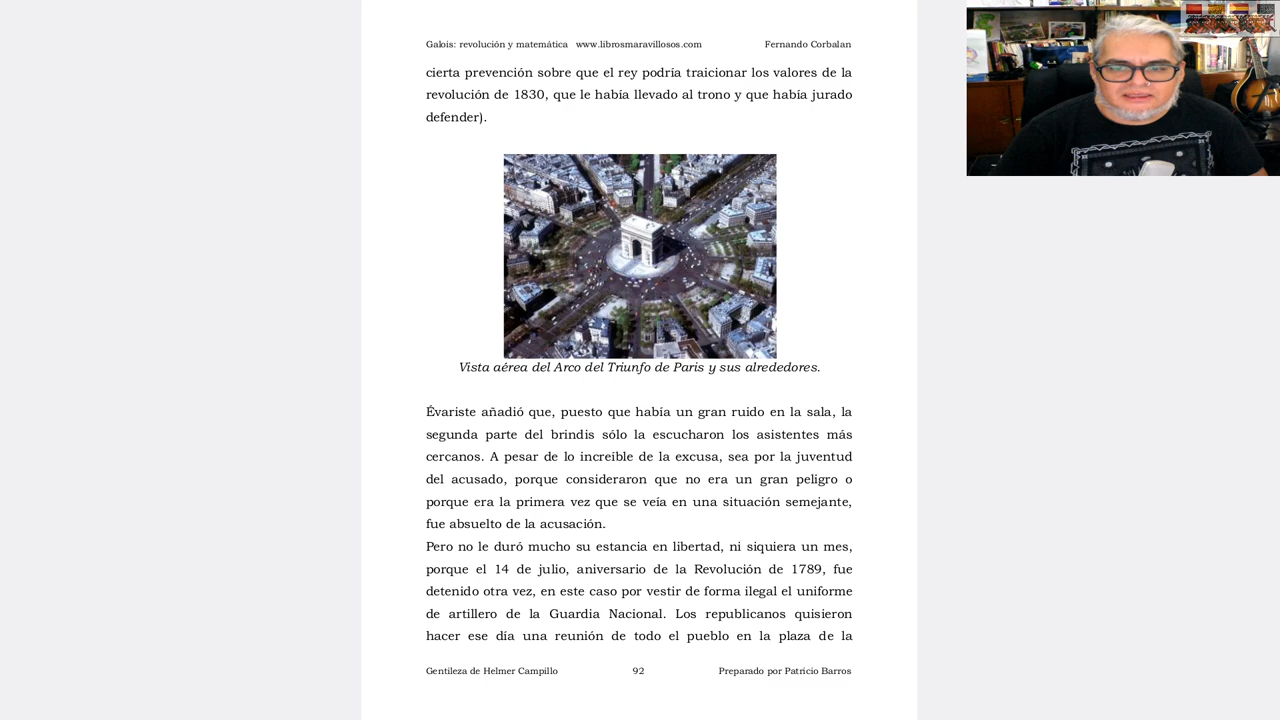 Galois: revolución y matemática www.librosmaravillosos.com Fernando Corbalan
cierta prevención sobre que el rey podría traicionar los valores de la
revolución de 1830, que le había llevado al trono y que había jurado
defender).
Vista aérea del Arco del Triunfo de Paris y sus alrededores.
Évariste añadió que, puesto que había un gran ruido en la sala, la
segunda parte del brindis sólo la escucharon los asistentes más
cercanos. A pesar de lo increíble de la excusa, sea por la juventud
del acusado, porque consideraron que no era un gran peligro o
porque era la primera vez que se veía en una situación semejante,
fue absuelto de la acusación.
Pero no le duró mucho su estancia en libertad, ni siquiera un mes,
porque el 14 de julio, aniversario de la Revolución de 1789, fue
detenido otra vez, en este caso por vestir de forma ilegal el uniforme
de artillero de la Guardia Nacional. Los republicanos quisieron
hacer ese día una reunión de todo el pueblo en la plaza de la
Gentileza de Helmer Campillo 92 Preparado por Patricio Barros